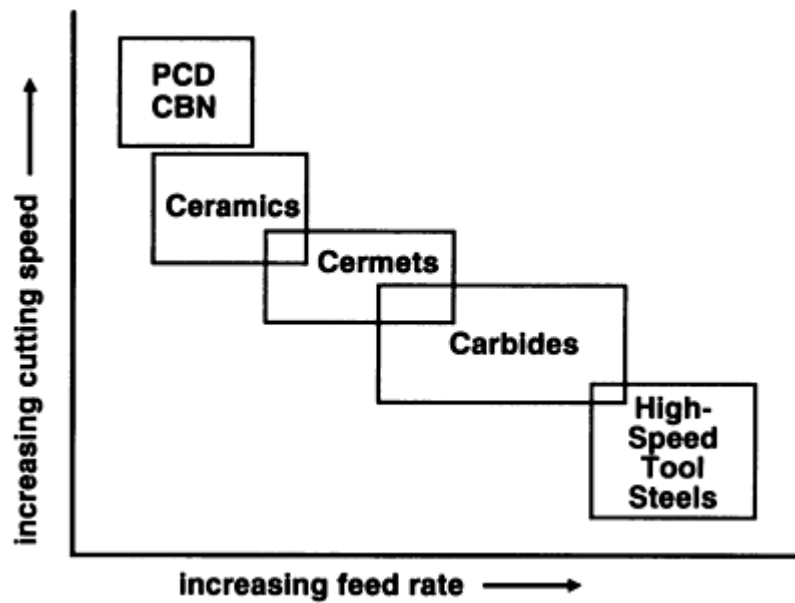 PCD
CBN
Ceramics
Cermets
Carbides
High-
Speed
Tool
Steels
increasing cutting speed
increasing feed rate